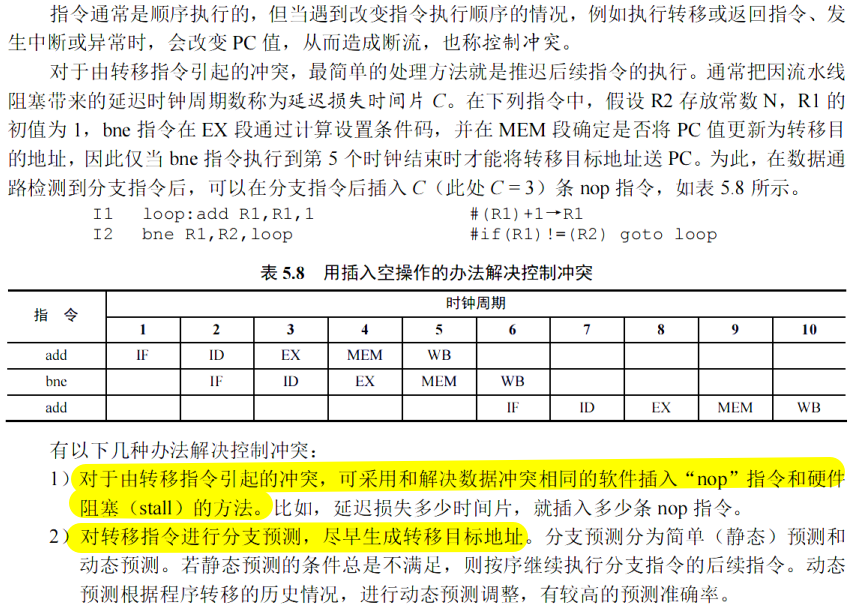 指令通常是顺序执行的，但当遇到改变指令执行顺序的情况，例如执行转移或返回指令、发
生中断或异常时，会改变 PC 值，从而造成断流，也称控制冲突。
对于由转移指令引起的冲突，最简单的处理方法就是推迟后续指令的执行。通常把因流水线
阻塞带来的延迟时钟周期数称为延迟损失时间片 C。在下列指令中，假设 R2 存放常数 N，R1 的
初值为 1，bne 指令在 EX 段通过计算设置条件码，并在 MEM 段确定是否将 PC 值更新为转移目
的地址，因此仅当 bne 指令执行到第 5 个时钟结束时才能将转移目标地址送 PC。为此，在数据通
路检测到分支指令后，可以在分支指令后插入 C（此处 C = 3）条 nop 指令，如表 5.8 所示。
I1 loop:add R1,R1,1 #(R1)+1→R1
I2 bne R1,R2,loop #if(R1)!=(R2) goto loop
表 5.8 用插入空操作的办法解决控制冲突
指 令 时钟周期
1 2 3 4 5 6 7 8 9 10
add IF ID EX MEM WB
bne IF ID EX MEM WB
add IF ID EX MEM WB
有以下几种办法解决控制冲突：
1）对于由转移指令引起的冲突，可采用和解决数据冲突相同的软件插入“nop”指令和硬件
阻塞（stall）的方法。比如，延迟损失多少时间片，就插入多少条 nop 指令。
2）对转移指令进行分支预测，尽早生成转移目标地址。分支预测分为简单（静态）预测和
动态预测。若静态预测的条件总是不满足，则按序继续执行分支指令的后续指令。动态
预测根据程序转移的历史情况，进行动态预测调整，有较高的预测准确率。